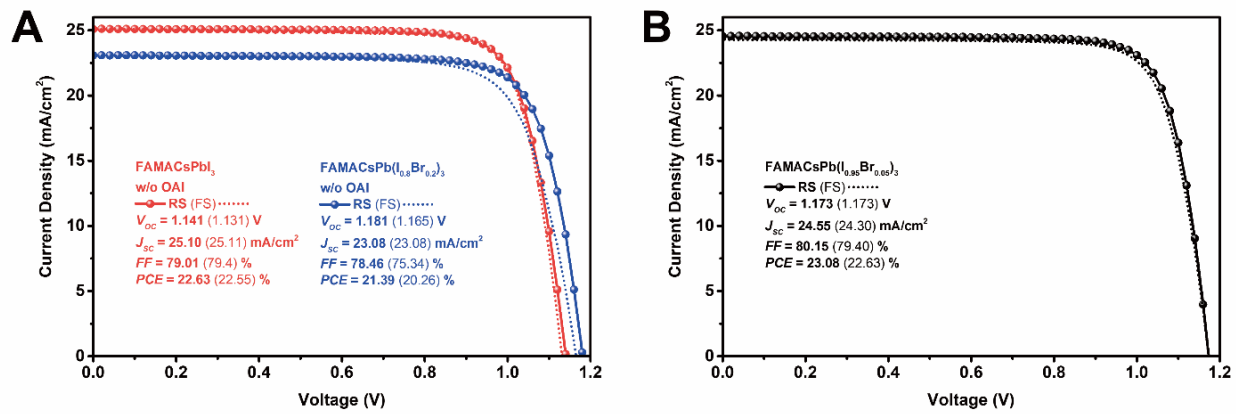 A
Current Density (mA/cm²)
25
20
15
10
5
0
FAMACsPbI₃
w/o OAI
RS (FS)
V_OC = 1.141 (1.131) V
J_SC = 25.10 (25.11) mA/cm²
FF = 79.01 (79.4) %
PCE = 22.63 (22.55) %
FAMACsPb(I₀.₈Br₀.₂)₃
w/o OAI
RS (FS)
V_OC = 1.181 (1.165) V
J_SC = 23.08 (23.08) mA/cm²
FF = 78.46 (75.34) %
PCE = 21.39 (20.26) %
0.0 0.2 0.4 0.6 0.8 1.0 1.2
Voltage (V)
B
Current Density (mA/cm²)
25
20
15
10
5
0
FAMACsPb(I₀.₉₅Br₀.₀₅)₃
RS (FS)
V_OC = 1.173 (1.173) V
J_SC = 24.55 (24.30) mA/cm²
FF = 80.15 (79.40) %
PCE = 23.08 (22.63) %
0.0 0.2 0.4 0.6 0.8 1.0 1.2
Voltage (V)